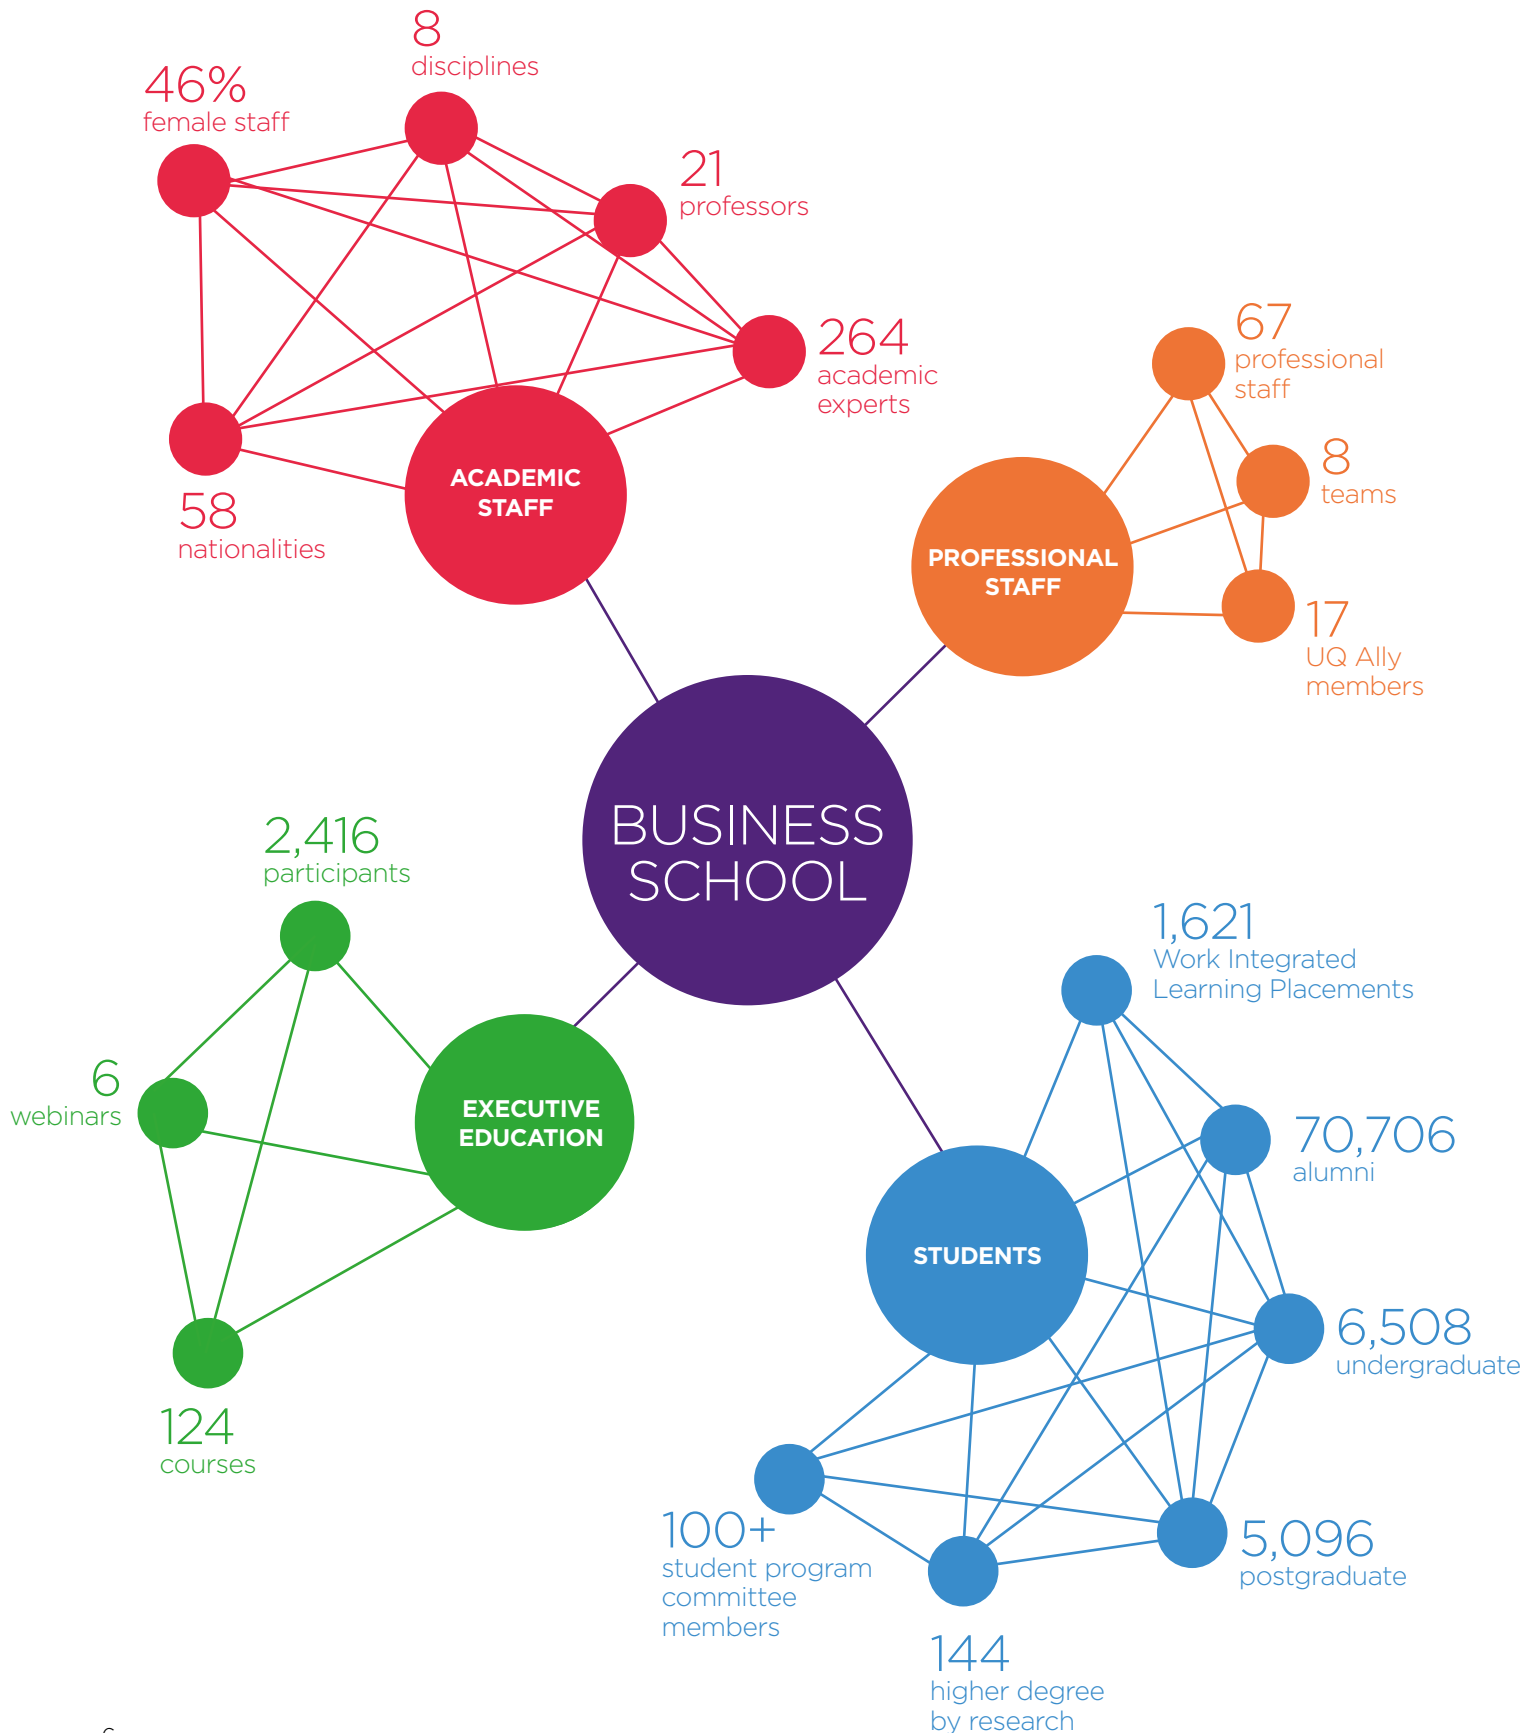 8
disciplines
46%
female staff
21
professors
264
academic
experts
58
nationalities
ACADEMIC
STAFF
67
professional
staff
8
teams
17
UQ Ally
members
PROFESSIONAL
STAFF
BUSINESS
SCHOOL
2,416
participants
6
webinars
124
courses
EXECUTIVE
EDUCATION
1,621
Work Integrated
Learning Placements
70,706
alumni
6,508
undergraduate
5,096
postgraduate
144
higher degree
by research
100+
student program
committee
members
STUDENTS